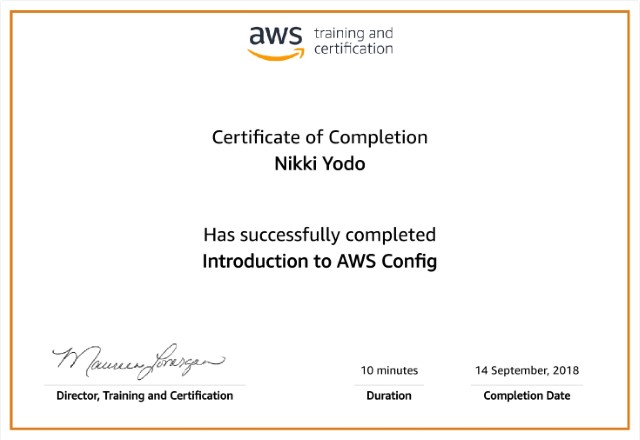 aws training and
certification
Certificate of Completion
Nikki Yodo
Has successfully completed
Introduction to AWS Config
Maureen Lonergan
10 minutes
14 September, 2018
Director, Training and Certification
Duration
Completion Date